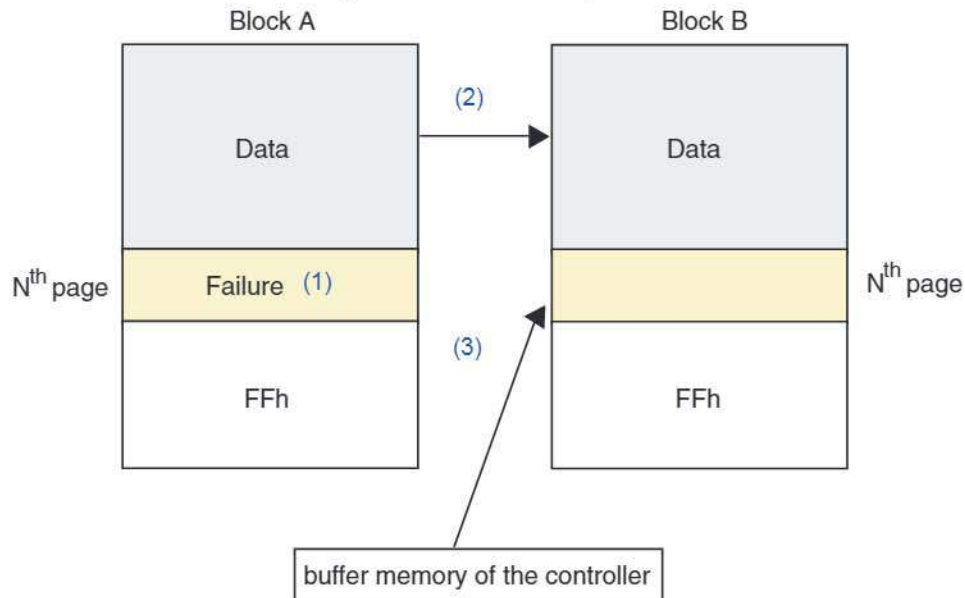 Block A
Block B
(2)
Data
Data
Nth page
Failure (1)
Nth page
(3)
FFh
FFh
buffer memory of the controller